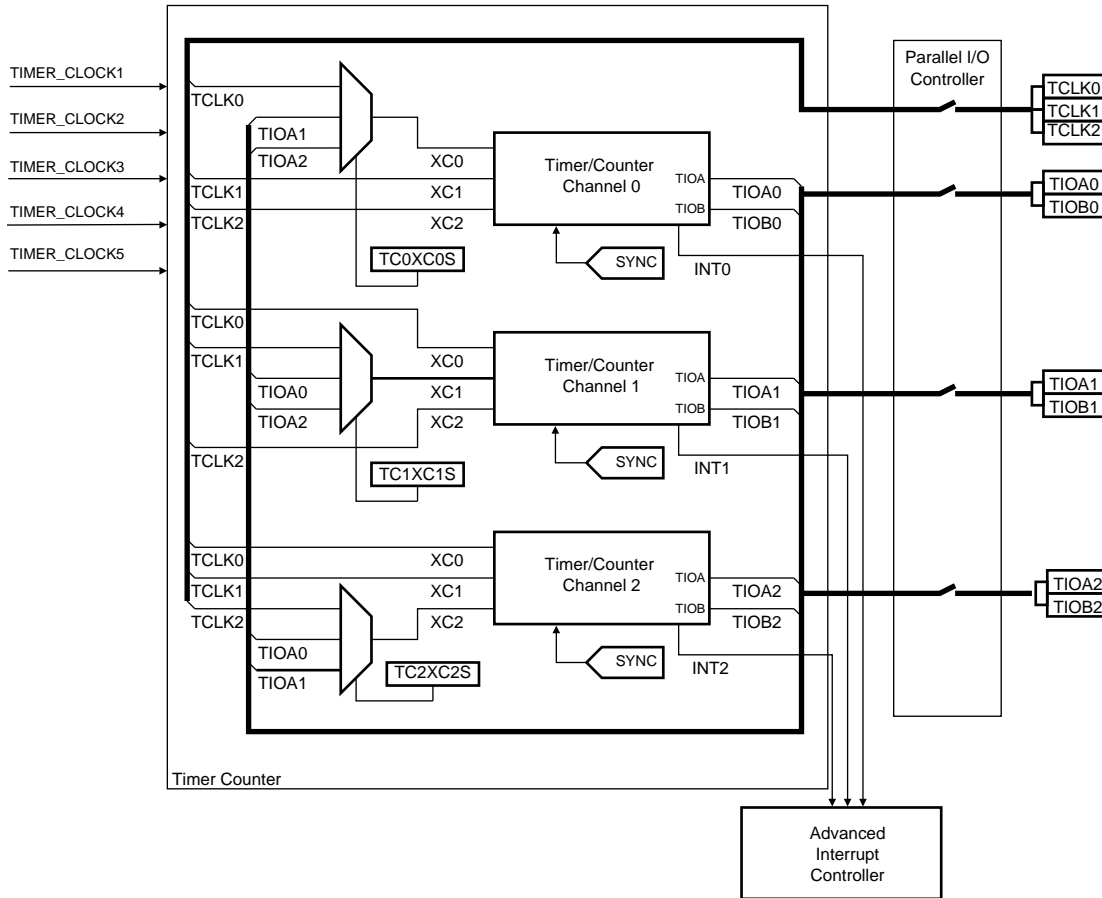 TIMER_CLOCK1
TIMER_CLOCK2
TIMER_CLOCK3
TIMER_CLOCK4
TIMER_CLOCK5
TCLK0
TIOA1
TIOA2
TCLK1
TCLK2
XC0
XC1
XC2
TC0XC0S
Timer/Counter
Channel 0
TIOA
TIOB
TIOA0
TIOB0
SYNC
INT0
TCLK0
TCLK1
TIOA0
TIOA2
TCLK2
XC0
XC1
XC2
TC1XC1S
Timer/Counter
Channel 1
TIOA
TIOB
TIOA1
TIOB1
SYNC
INT1
TCLK0
TCLK1
TCLK2
TIOA0
TIOA1
XC0
XC1
XC2
TC2XC2S
Timer/Counter
Channel 2
TIOA
TIOB
TIOA2
TIOB2
SYNC
INT2
Timer Counter
Parallel I/O
Controller
TCLK0
TCLK1
TCLK2
TIOA0
TIOB0
TIOA1
TIOB1
TIOA2
TIOB2
Advanced
Interrupt
Controller